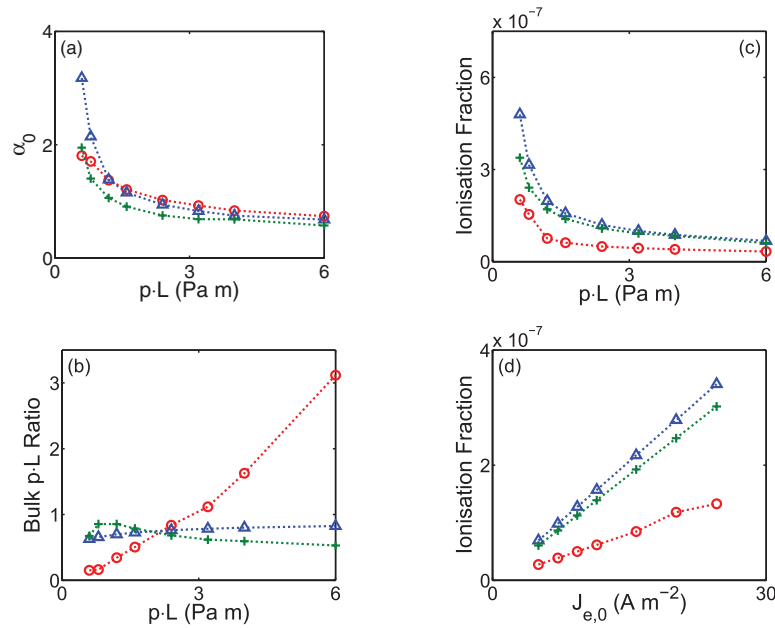 (a)
4
2
0
α₀
0
3
6
p·L (Pa m)
x 10⁻⁷
(c)
7
3
0
Ionisation Fraction
0
3
6
p·L (Pa m)
(b)
3
2
1
0
Bulk p·L Ratio
0
3
6
p·L (Pa m)
x 10⁻⁷
(d)
4
2
0
Ionisation Fraction
0
30
J_e,0 (A m⁻²)